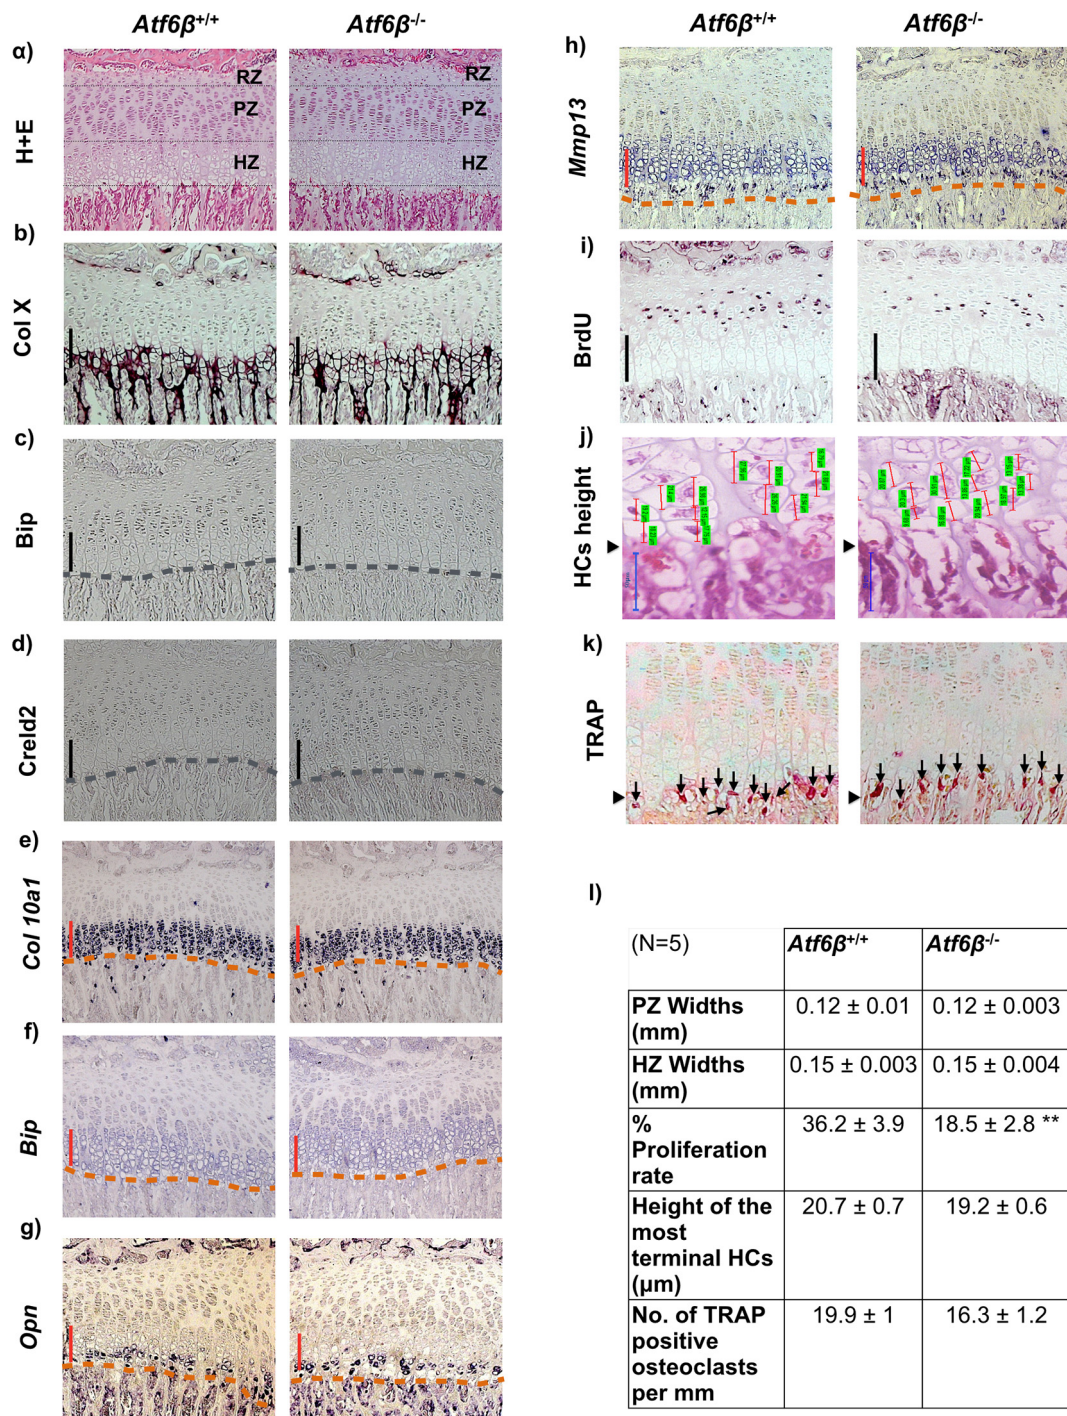 Atf6β+/+
Atf6β-/-
α)
H+E
RZ
PZ
HZ
RZ
PZ
HZ
b)
Col X
c)
Bip
d)
Creld2
e)
Col 10a1
f)
Bip
g)
Opn
Atf6β+/+
Atf6β-/-
h)
Mmp13
i)
BrdU
j)
HCs height
k)
TRAP
l)
(N=5)
Atf6β+/+
Atf6β-/-
PZ Widths
(mm)
0.12 ± 0.01
0.12 ± 0.003
HZ Widths
(mm)
0.15 ± 0.003
0.15 ± 0.004
%
Proliferation
rate
36.2 ± 3.9
18.5 ± 2.8 **
Height of the
most
terminal HCs
(μm)
20.7 ± 0.7
19.2 ± 0.6
No. of TRAP
positive
osteoclasts
per mm
19.9 ± 1
16.3 ± 1.2